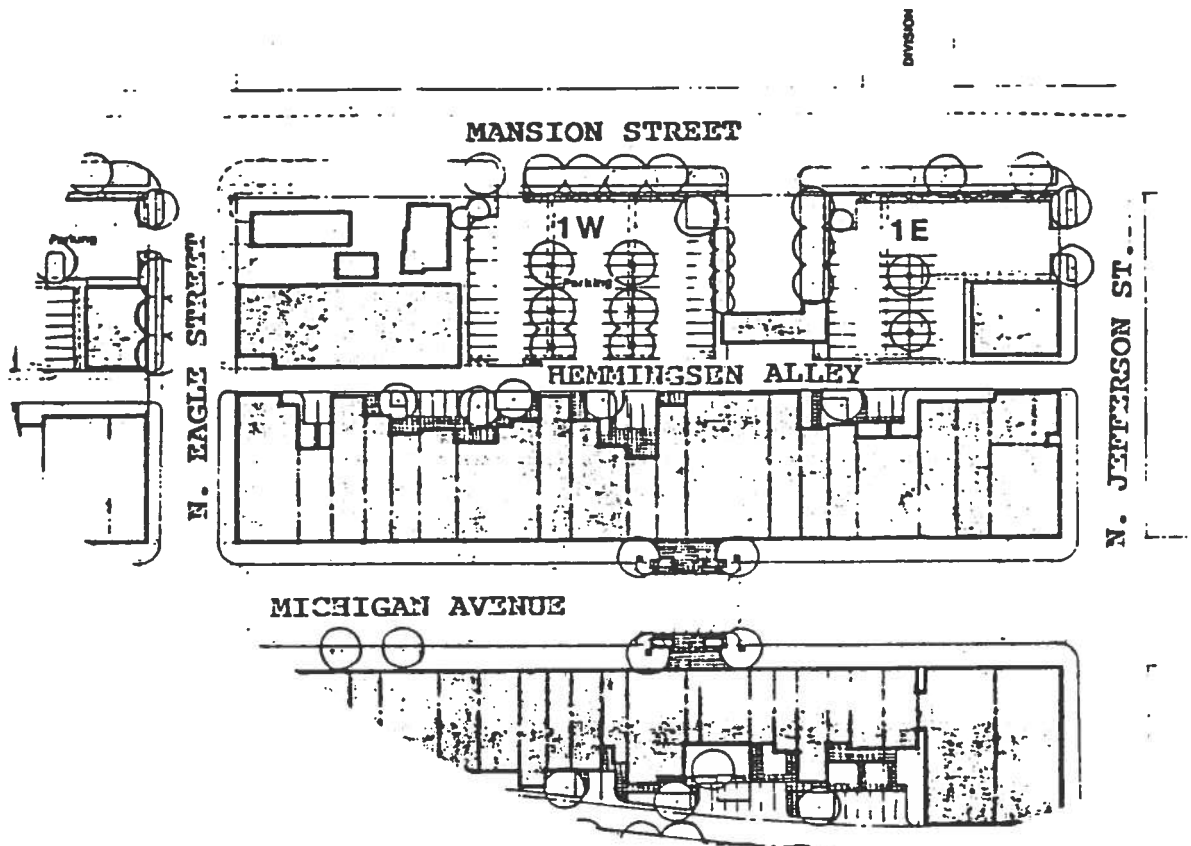 DIVISION
MANSION STREET
1W
1E
Parking
Parking
HEMMINGSEN ALLEY
N. EAGLE STREET
N. JEFFERSON ST.
MICHIGAN AVENUE